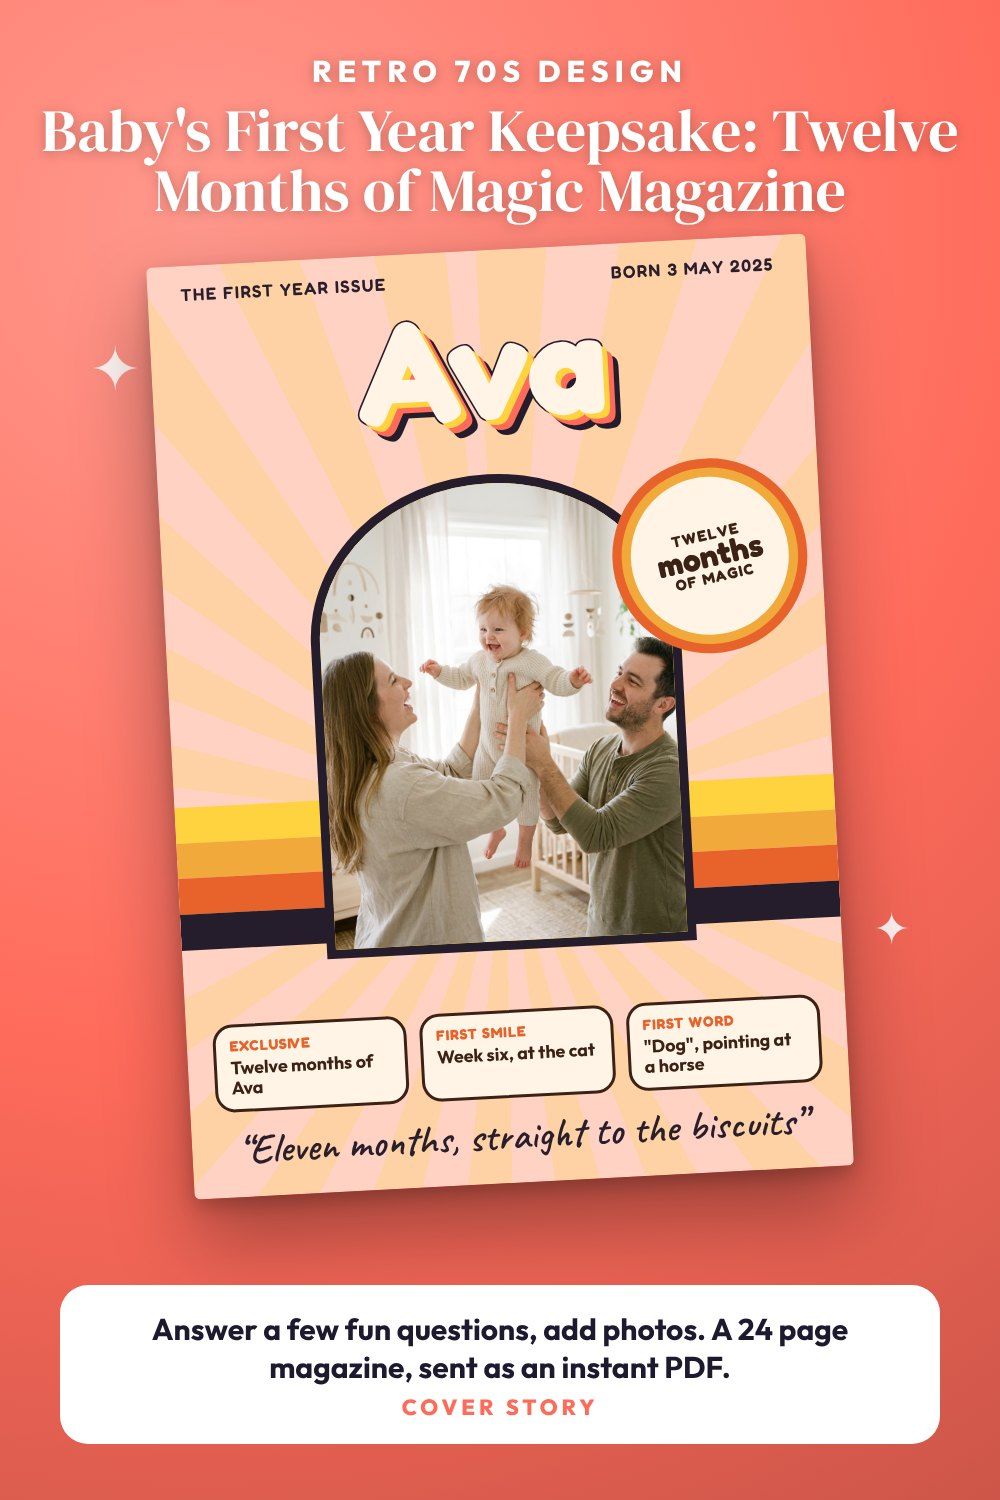 RETRO 70S DESIGN
Baby's First Year Keepsake: Twelve
Months of Magic Magazine
THE FIRST YEAR ISSUE
BORN 3 MAY 2025
Ava
TWELVE
months
OF MAGIC
EXCLUSIVE
Twelve months of
Ava
FIRST SMILE
Week six, at the cat
FIRST WORD
"Dog", pointing at
a horse
“Eleven months, straight to the biscuits”
Answer a few fun questions, add photos. A 24 page
magazine, sent as an instant PDF.
COVER STORY